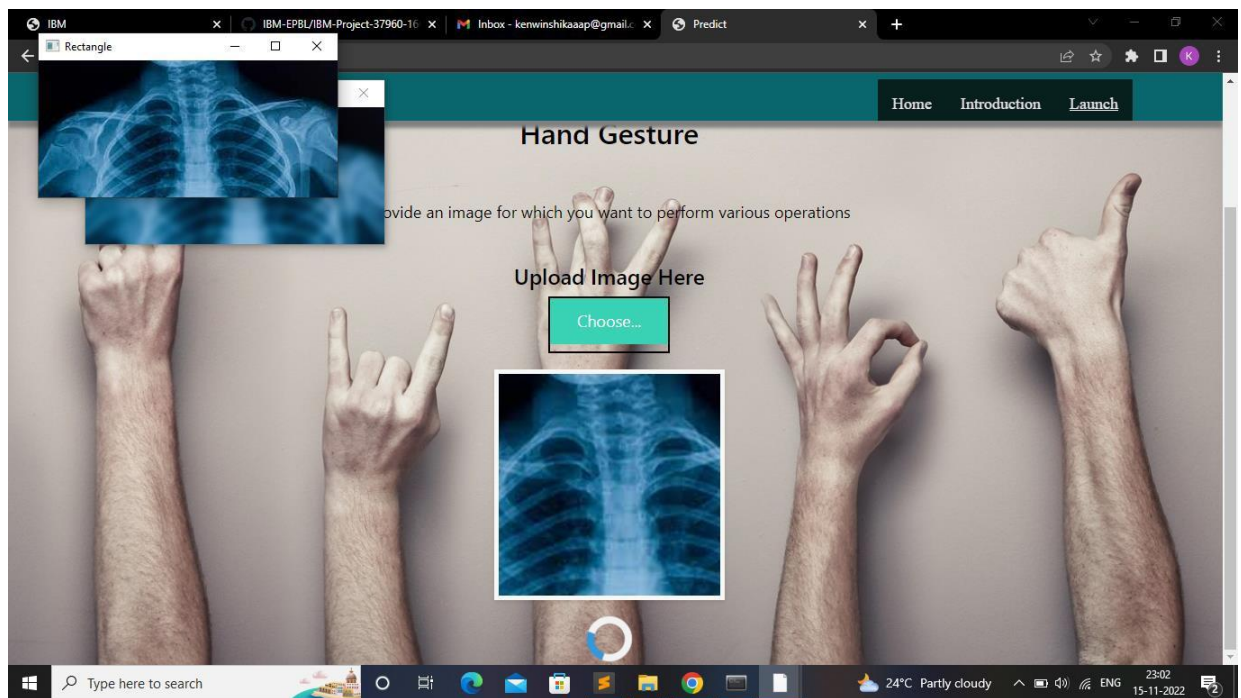 IBM
IBM-EPBL/IBM-Project-37960-16
Inbox - kenwinshikaaap@gmail.c
Predict
Rectangle
K
Home Introduction Launch
Hand Gesture
ovide an image for which you want to perform various operations
Upload Image Here
Choose...
Type here to search
24°C Partly cloudy
ENG
23:02
15-11-2022
2